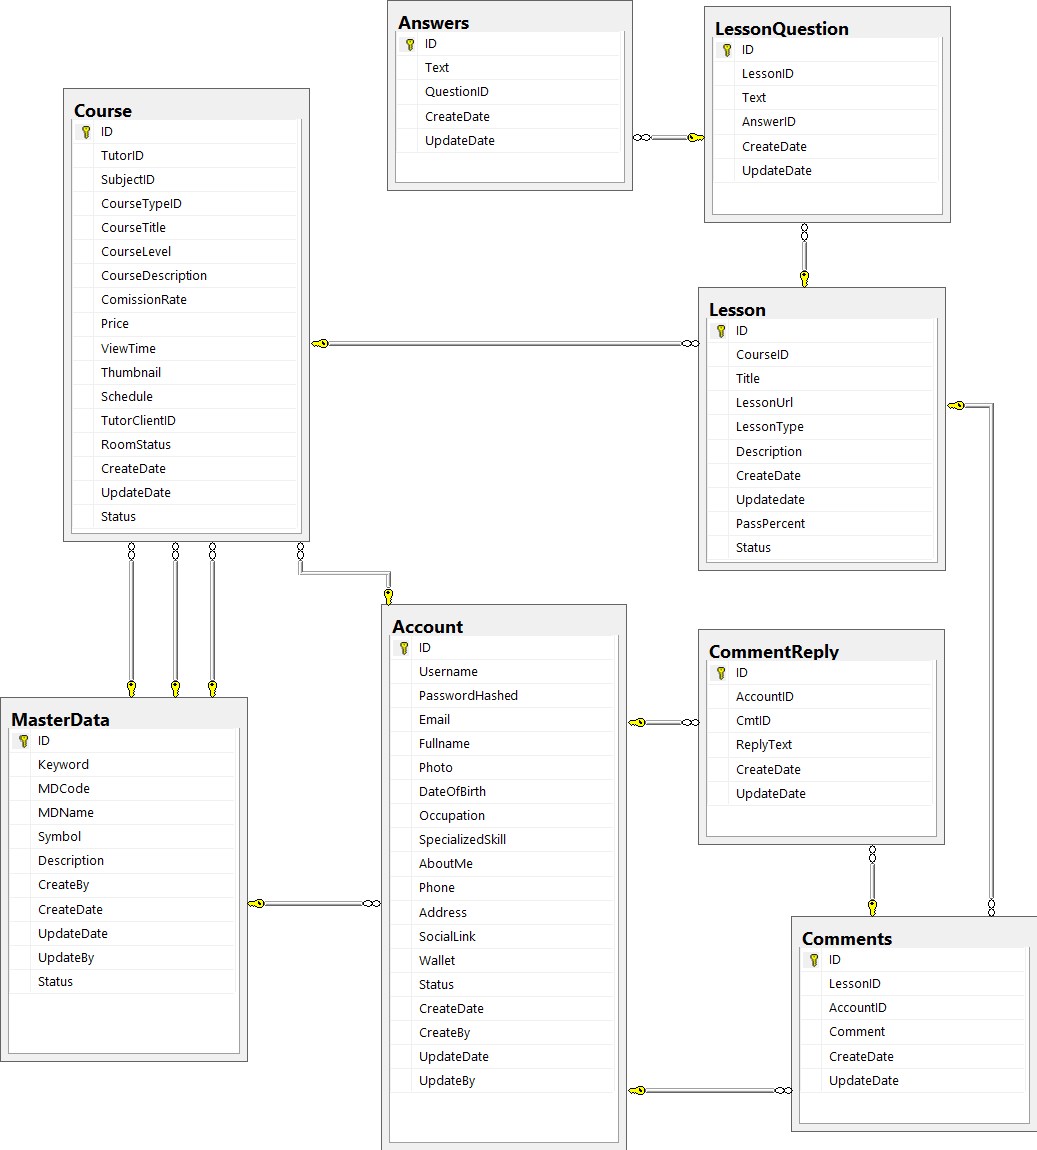 Answers
ID
Text
QuestionID
CreateDate
UpdateDate
LessonQuestion
ID
LessonID
Text
AnswerID
CreateDate
UpdateDate
Course
ID
TutorID
SubjectID
CourseTypeID
CourseTitle
CourseLevel
CourseDescription
ComissionRate
Price
ViewTime
Thumbnail
Schedule
TutorClientID
RoomStatus
CreateDate
UpdateDate
Status
Lesson
ID
CourseID
Title
LessonUrl
LessonType
Description
CreateDate
Updatedate
PassPercent
Status
Account
ID
Username
PasswordHashed
Email
Fullname
Photo
DateOfBirth
Occupation
SpecializedSkill
AboutMe
Phone
Address
SocialLink
Wallet
Status
CreateDate
CreateBy
UpdateDate
UpdateBy
CommentReply
ID
AccountID
CmtID
ReplyText
CreateDate
UpdateDate
MasterData
ID
Keyword
MDCode
MDName
Symbol
Description
CreateBy
CreateDate
UpdateDate
UpdateBy
Status
Comments
ID
LessonID
AccountID
Comment
CreateDate
UpdateDate